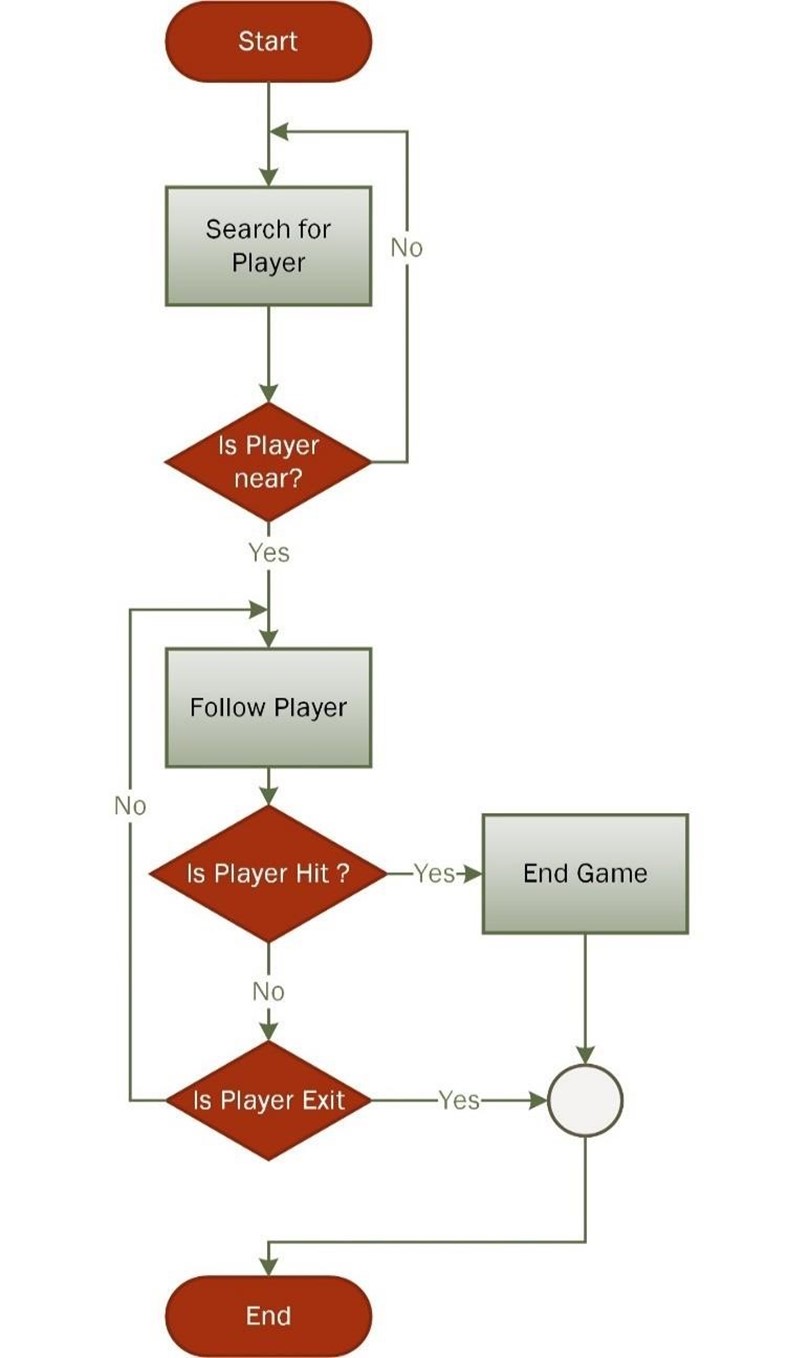 Start
Search for
Player
No
Is Player
near?
Yes
Follow Player
No
Is Player Hit ?
Yes
End Game
No
Is Player Exit
Yes
End